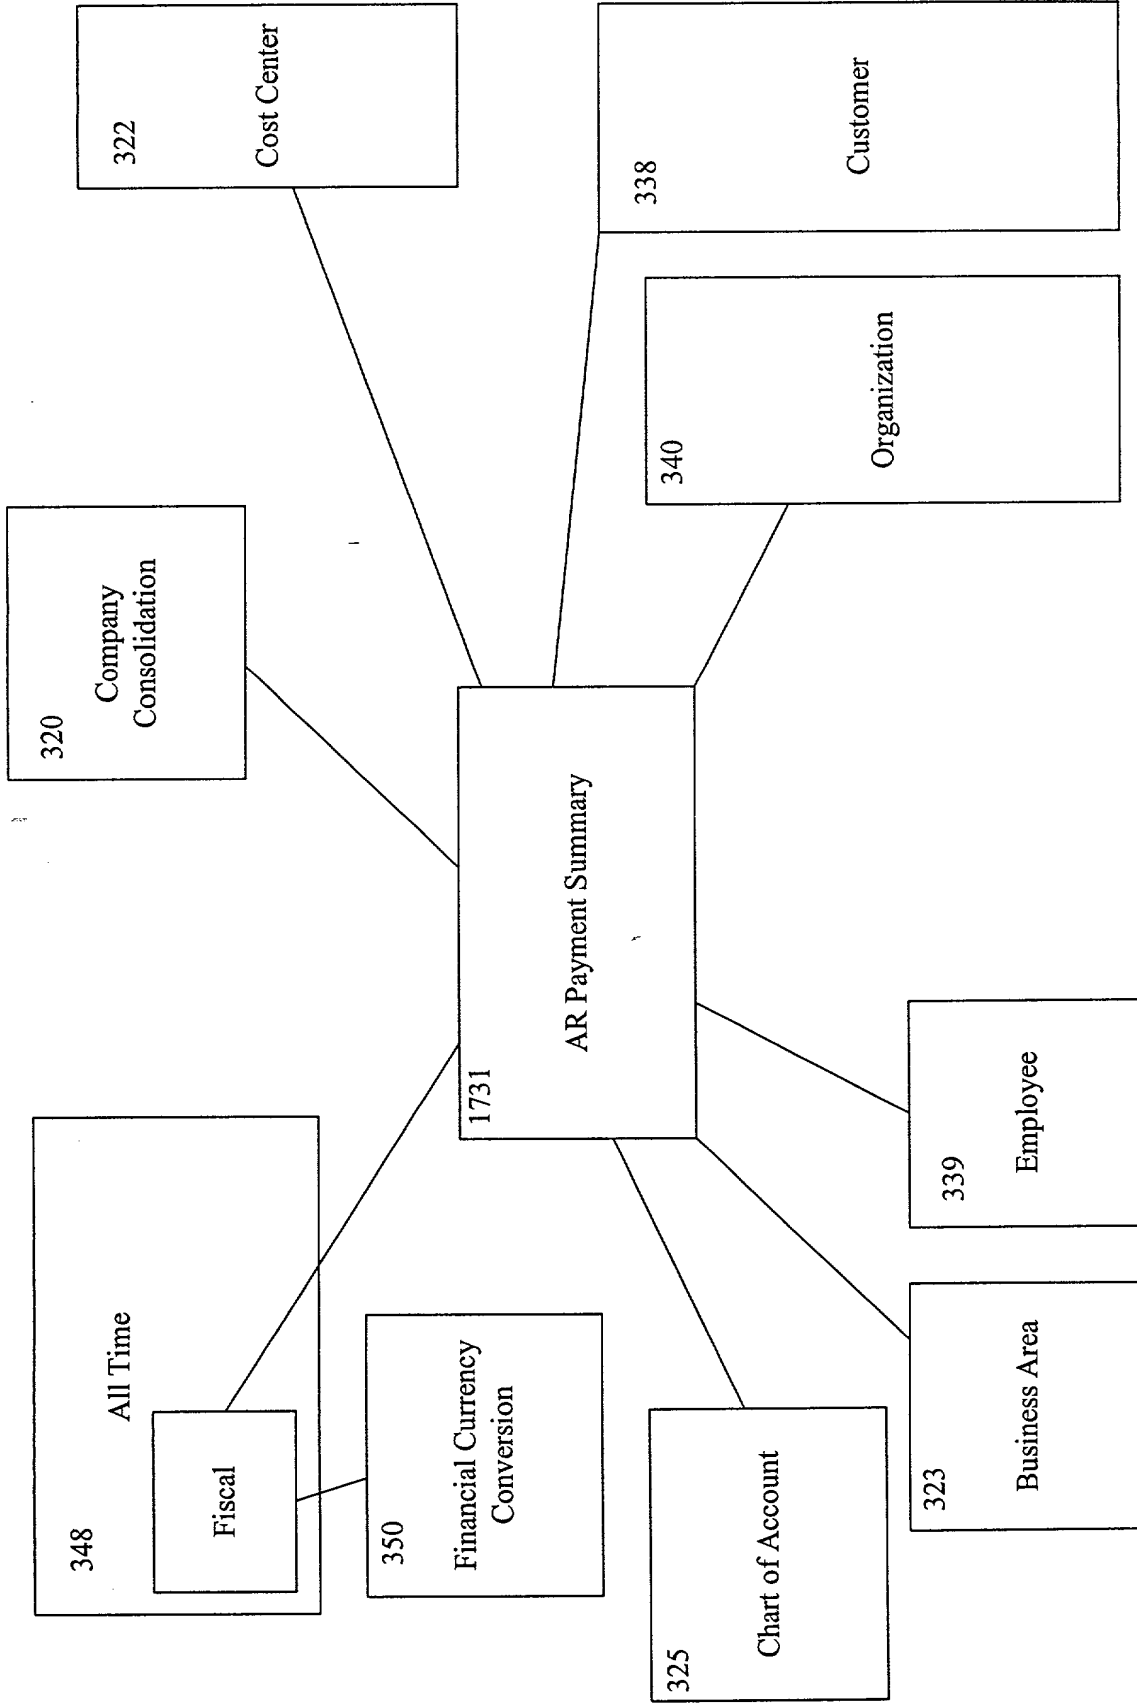 348
All Time
Fiscal
350
Financial Currency
Conversion
320
Company
Consolidation
322
Cost Center
1731
AR Payment Summary
325
Chart of Account
323
Business Area
339
Employee
340
Organization
338
Customer